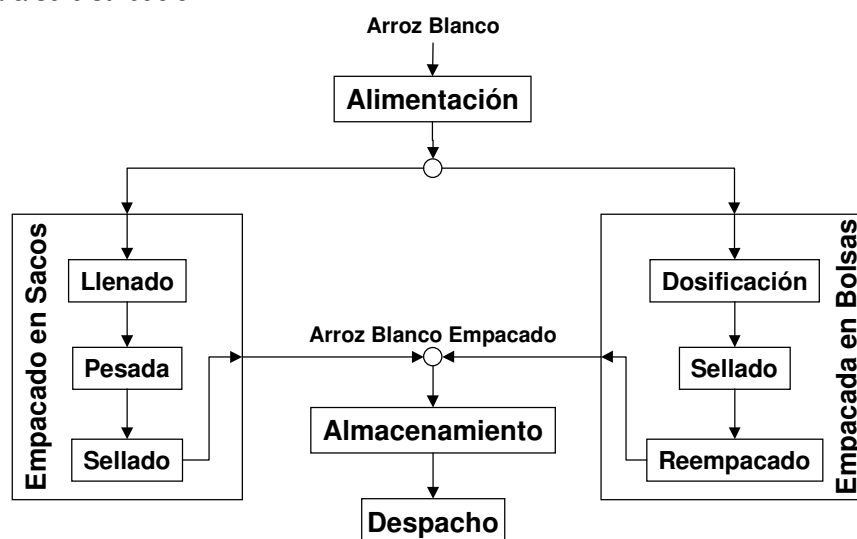 Arroz Blanco
Alimentación
Empacado en Sacos
Llenado
Pesada
Sellado
Arroz Blanco Empacado
Almacenamiento
Despacho
Empacada en Bolsas
Dosificación
Sellado
Reempacado